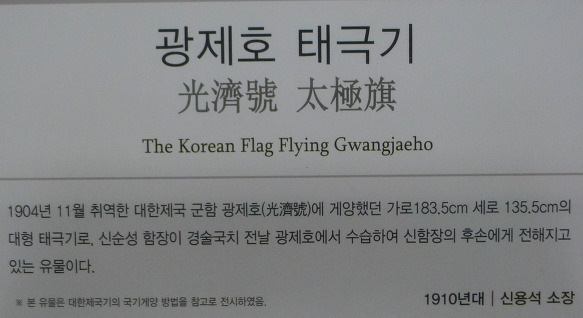 광제호 태극기
光濟號 太極旗
The Korean Flag Flying Gwangjaeho
1904년 11월 취역한 대한제국 군함 광제호(光濟號)에 게양했던 가로183.5cm 세로 135.5cm의
대형 태극기로, 신순성 함장이 경술국치 전날 광제호에서 수습하여 신함장의 후손에게 전해지고
있는 유물이다.
※ 본 유물은 대한제국기의 국기게양 방법을 참고로 전시하였음.
1910년대 | 신용석 소장